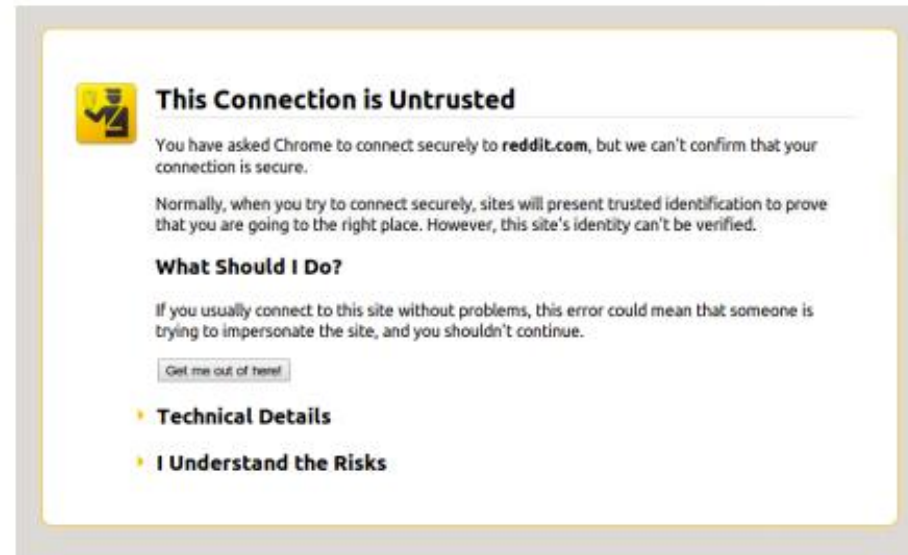 This Connection is Untrusted
You have asked Chrome to connect securely to reddit.com, but we can't confirm that your
connection is secure.
Normally, when you try to connect securely, sites will present trusted identification to prove
that you are going to the right place. However, this site's identity can't be verified.
What Should I Do?
If you usually connect to this site without problems, this error could mean that someone is
trying to impersonate the site, and you shouldn't continue.
Get me out of here!
Technical Details
I Understand the Risks